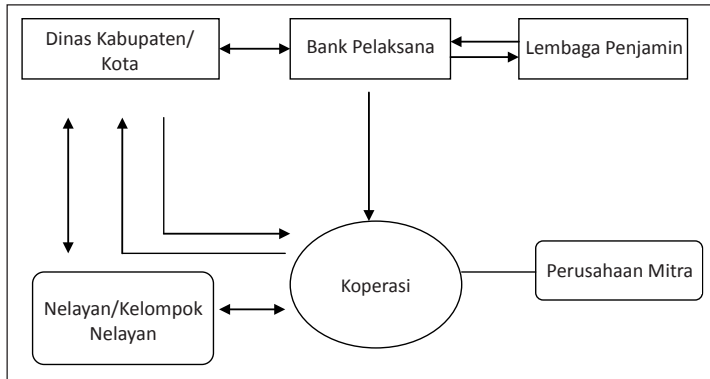 Dinas Kabupaten/
Kota
Bank Pelaksana
Lembaga Penjamin
Koperasi
Perusahaan Mitra
Nelayan/Kelompok
Nelayan